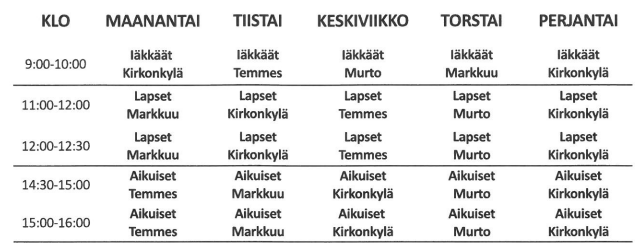 KLO MAANANTAI TIISTAI KESKIVIIKKO TORSTAI PERJANTAI
9:00-10:00 Iäkkäät Iäkkäät Iäkkäät Iäkkäät Iäkkäät
Kirkonkylä Temmes Murto Markkuu Kirkonkylä
11:00-12:00 Lapset Lapset Lapset Lapset Lapset
Markkuu Kirkonkylä Temmes Murto Kirkonkylä
12:00-12:30 Lapset Lapset Lapset Lapset Lapset
Markkuu Kirkonkylä Temmes Murto Kirkonkylä
14:30-15:00 Aikuiset Aikuiset Aikuiset Aikuiset Aikuiset
Temmes Markkuu Kirkonkylä Murto Kirkonkylä
15:00-16:00 Aikuiset Aikuiset Aikuiset Aikuiset Aikuiset
Temmes Markkuu Kirkonkylä Murto Kirkonkylä